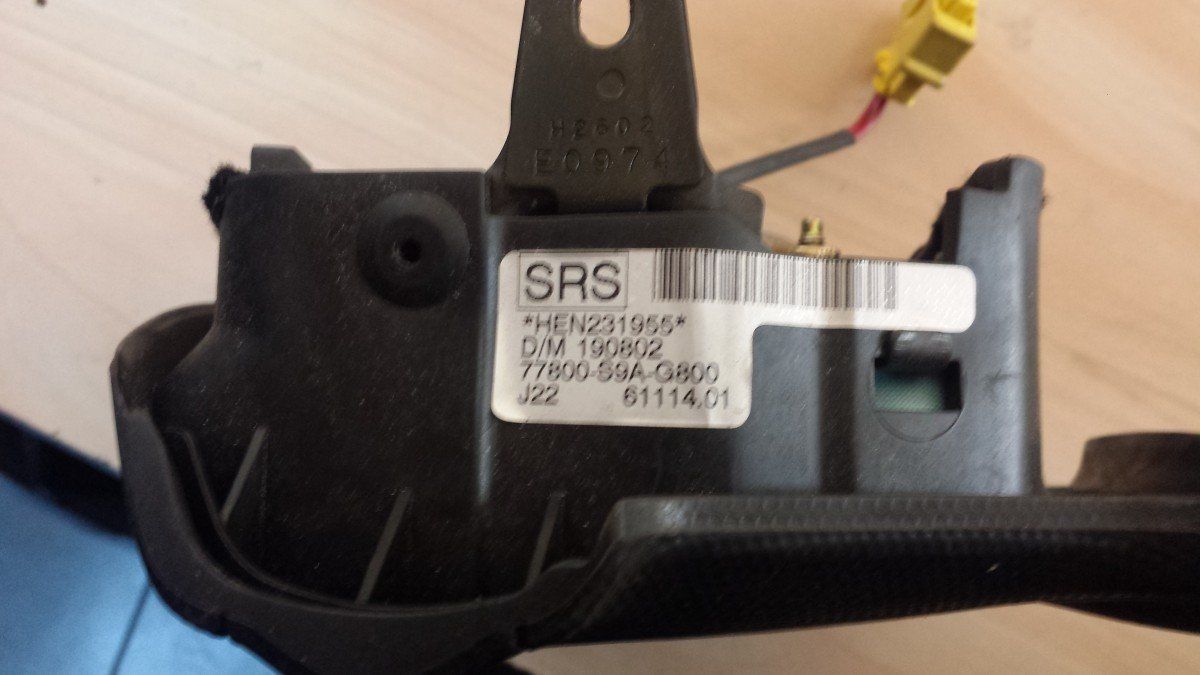 H2602
E0974
SRS
*HEN231955*
D/M 190802
77800-S9A-G800
J22 61114.01